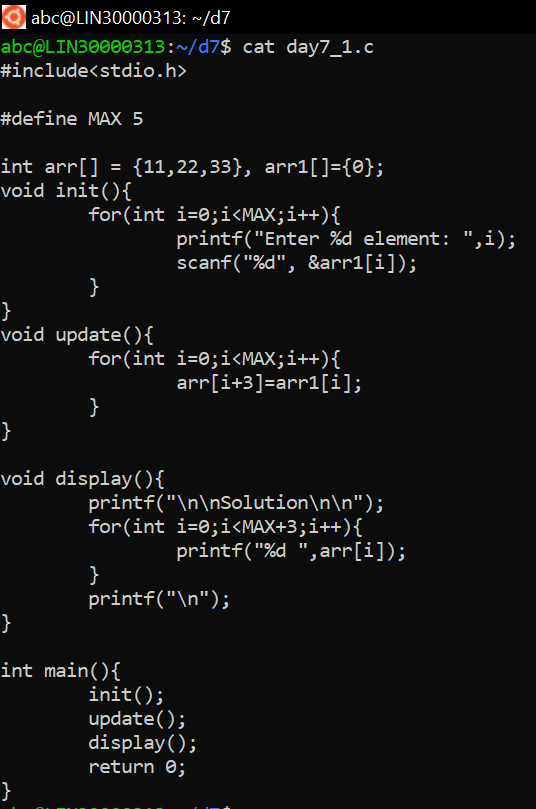 abc@LIN30000313: ~/d7
abc@LIN30000313:~/d7$ cat day7_1.c
#include<stdio.h>

#define MAX 5

int arr[] = {11,22,33}, arr1[]={0};
void init(){
        for(int i=0;i<MAX;i++){
                printf("Enter %d element: ",i);
                scanf("%d", &arr1[i]);
        }
}
void update(){
        for(int i=0;i<MAX;i++){
                arr[i+3]=arr1[i];
        }
}

void display(){
        printf("\n\nSolution\n\n");
        for(int i=0;i<MAX+3;i++){
                printf("%d ",arr[i]);
        }
        printf("\n");
}

int main(){
        init();
        update();
        display();
        return 0;
}